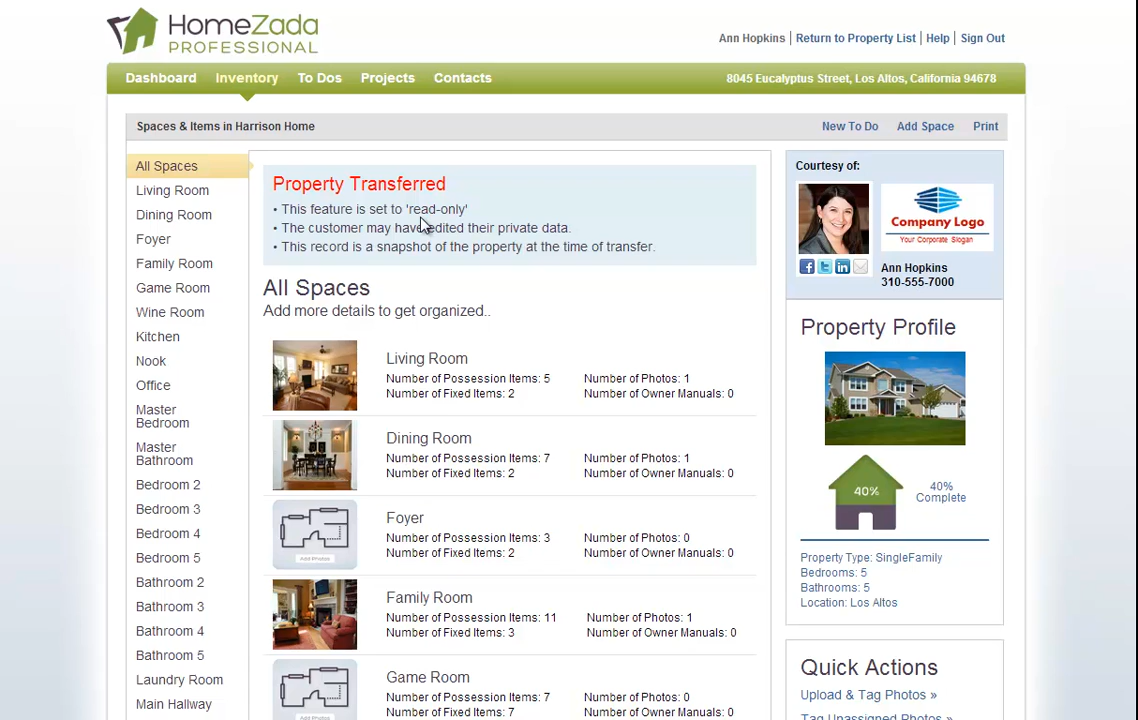 HomeZada
PROFESSIONAL
Ann Hopkins | Return to Property List | Help | Sign Out
Dashboard Inventory To Dos Projects Contacts 8045 Eucalyptus Street, Los Altos, California 94678
Spaces & Items in Harrison Home New To Do Add Space Print
All Spaces
Living Room
Dining Room
Foyer
Family Room
Game Room
Wine Room
Kitchen
Nook
Office
Master
Bedroom
Master
Bathroom
Bedroom 2
Bedroom 3
Bedroom 4
Bedroom 5
Bathroom 2
Bathroom 3
Bathroom 4
Bathroom 5
Laundry Room
Main Hallway
Property Transferred
• This feature is set to 'read-only'
• The customer may have edited their private data.
• This record is a snapshot of the property at the time of transfer.
All Spaces
Add more details to get organized..
Living Room
Number of Possession Items: 5 Number of Photos: 1
Number of Fixed Items: 2 Number of Owner Manuals: 0
Dining Room
Number of Possession Items: 7 Number of Photos: 1
Number of Fixed Items: 2 Number of Owner Manuals: 0
Add Photos
Foyer
Number of Possession Items: 3 Number of Photos: 0
Number of Fixed Items: 2 Number of Owner Manuals: 0
Family Room
Number of Possession Items: 11 Number of Photos: 1
Number of Fixed Items: 3 Number of Owner Manuals: 0
Add Photos
Game Room
Number of Possession Items: 7 Number of Photos: 0
Number of Fixed Items: 7 Number of Owner Manuals: 0
Courtesy of:
Company Logo
Your Corporate Slogan
Ann Hopkins
310-555-7000
Property Profile
40%
40%
Complete
Property Type: SingleFamily
Bedrooms: 5
Bathrooms: 5
Location: Los Altos
Quick Actions
Upload & Tag Photos »
Tag Unassigned Photos »